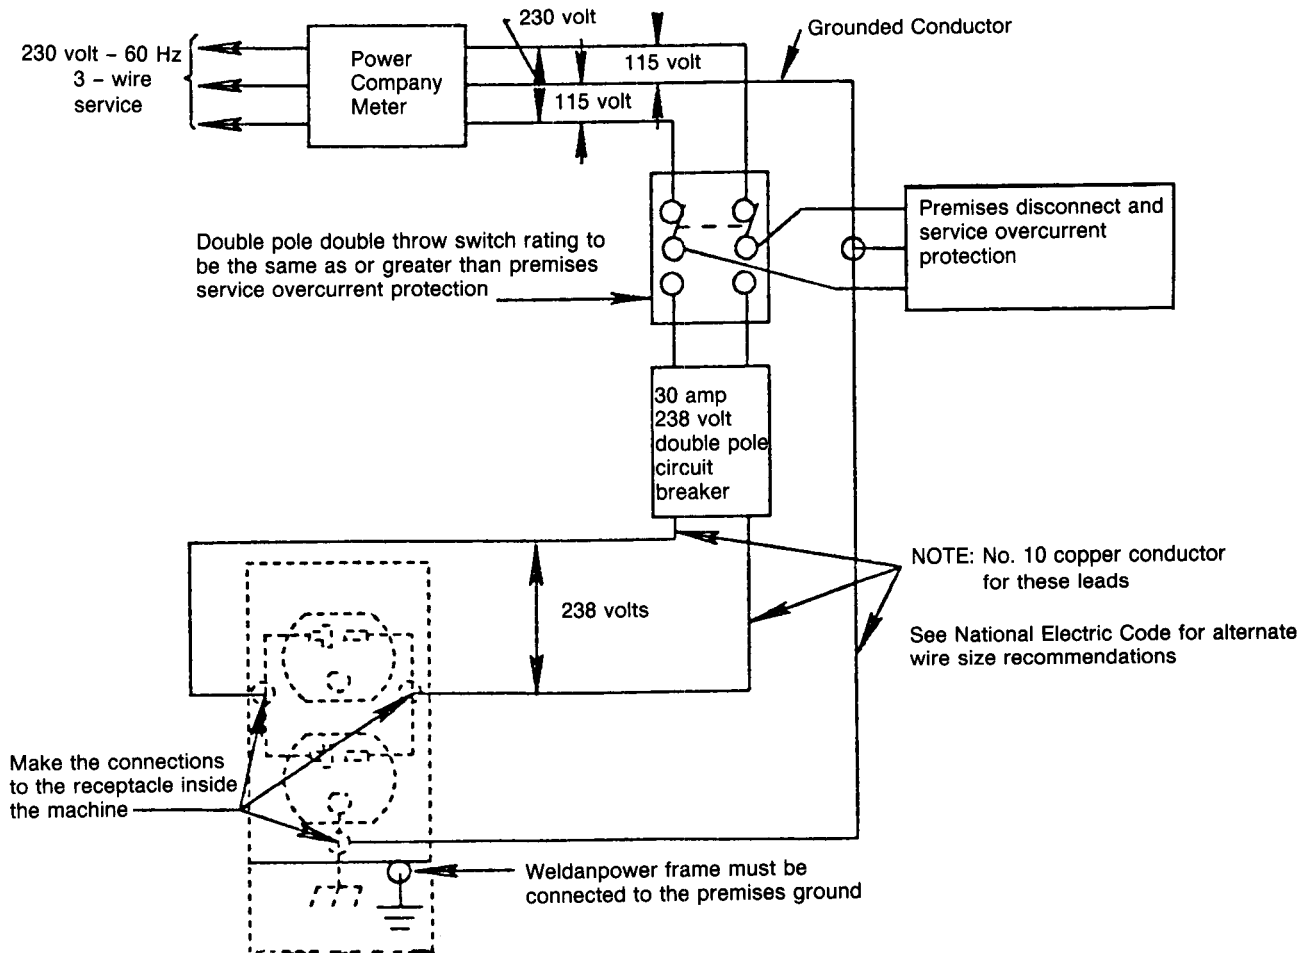 230 volt
Grounded Conductor
230 volt – 60 Hz
3 – wire
service
Power
Company
Meter
115 volt
115 volt
Premises disconnect and
service overcurrent
protection
Double pole double throw switch rating to
be the same as or greater than premises
service overcurrent protection
30 amp
238 volt
double pole
circuit
breaker
NOTE: No. 10 copper conductor
for these leads
238 volts
See National Electric Code for alternate
wire size recommendations
Make the connections
to the receptacle inside
the machine
Weldanpower frame must be
connected to the premises ground